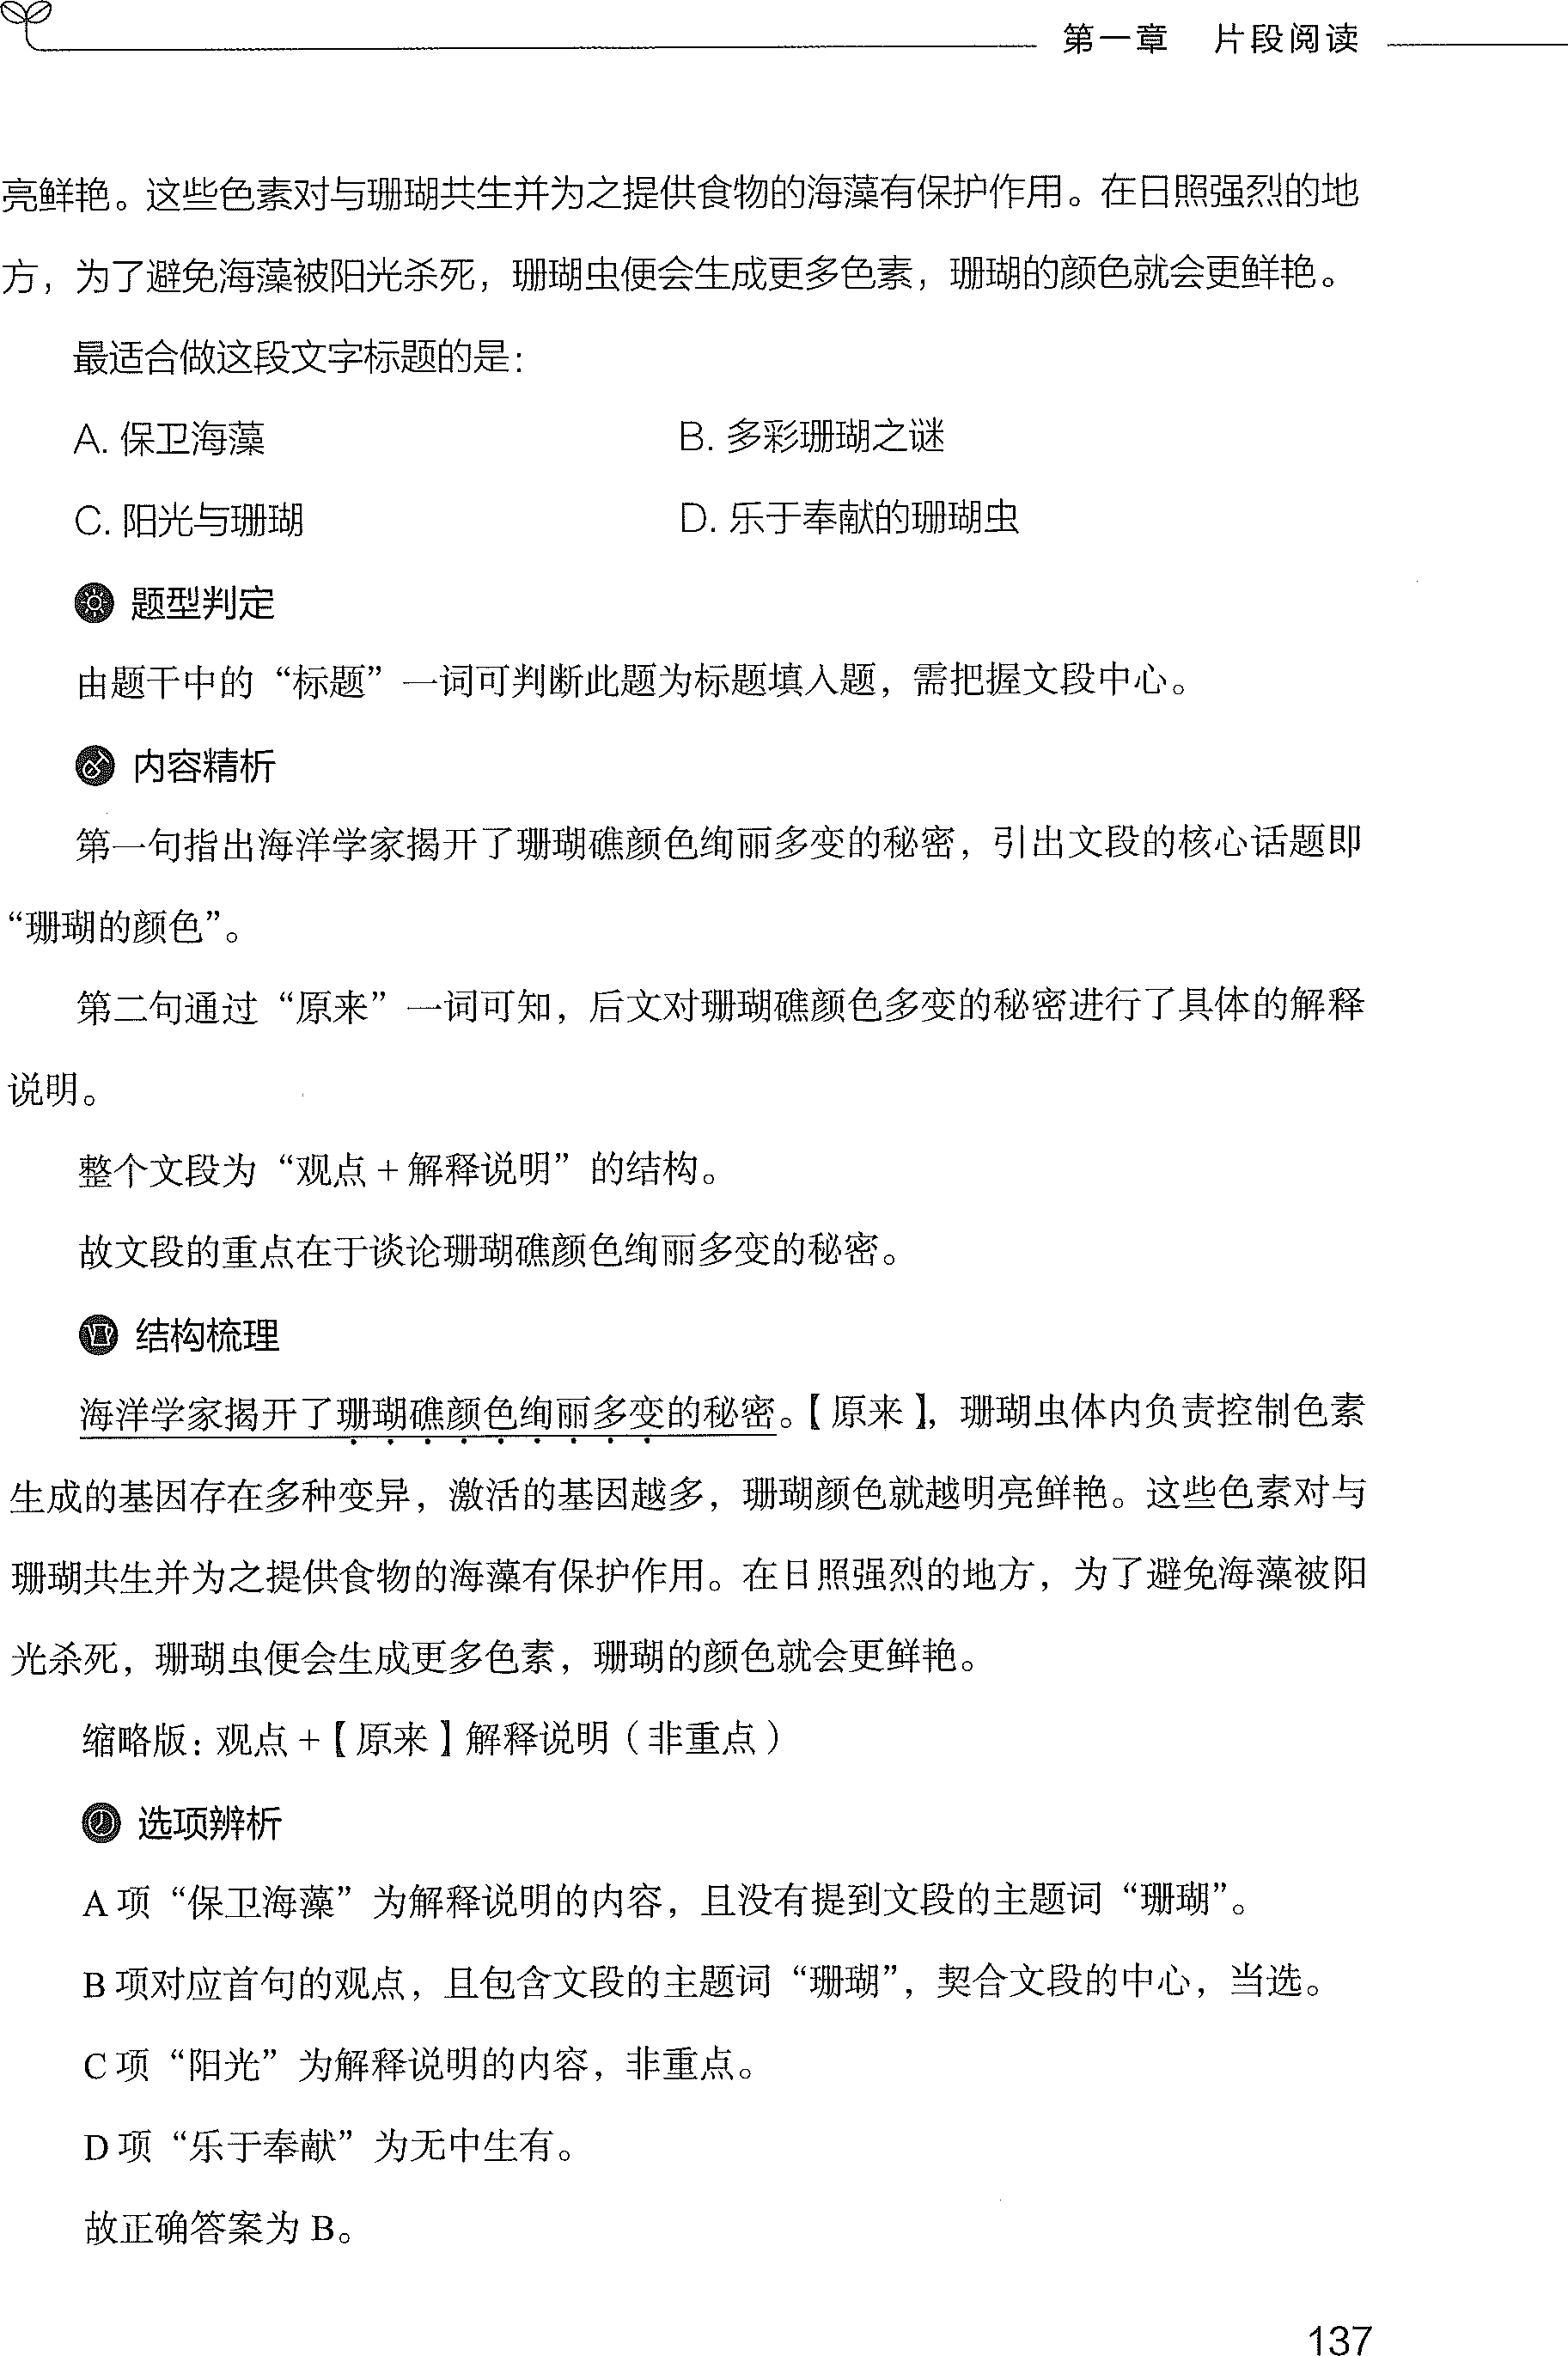 第一章 片段阅读
亮鲜艳。这些色素对与珊瑚共生并为之提供食物的海藻有保护作用。在日照强烈的地
方，为了避免海藻被阳光杀死，珊瑚虫便会生成更多色素，珊瑚的颜色就会更鲜艳。
最适合做这段文字标题的是：
A. 保卫海藻 B. 多彩珊瑚之谜
C. 阳光与珊瑚 D. 乐于奉献的珊瑚虫
题型判定
由题干中的“标题”一词可判断此题为标题填入题，需把握文段中心。
内容精析
第一句指出海洋学家揭开了珊瑚礁颜色绚丽多变的秘密，引出文段的核心话题即
“珊瑚的颜色”。
第二句通过“原来”一词可知，后文对珊瑚礁颜色多变的秘密进行了具体的解释
说明。
整个文段为“观点+解释说明”的结构。
故文段的重点在于谈论珊瑚礁颜色绚丽多变的秘密。
结构梳理
海洋学家揭开了珊瑚礁颜色绚丽多变的秘密。【原来】，珊瑚虫体内负责控制色素
生成的基因存在多种变异，激活的基因越多，珊瑚颜色就越明亮鲜艳。这些色素对与
珊瑚共生并为之提供食物的海藻有保护作用。在日照强烈的地方，为了避免海藻被阳
光杀死，珊瑚虫便会生成更多色素，珊瑚的颜色就会更鲜艳。
缩略版：观点+【原来】解释说明（非重点）
选项辨析
A 项“保卫海藻”为解释说明的内容，且没有提到文段的主题词“珊瑚”。
B 项对应首句的观点，且包含文段的主题词“珊瑚”，契合文段的中心，当选。
C 项“阳光”为解释说明的内容，非重点。
D 项“乐于奉献”为无中生有。
故正确答案为 B。
137